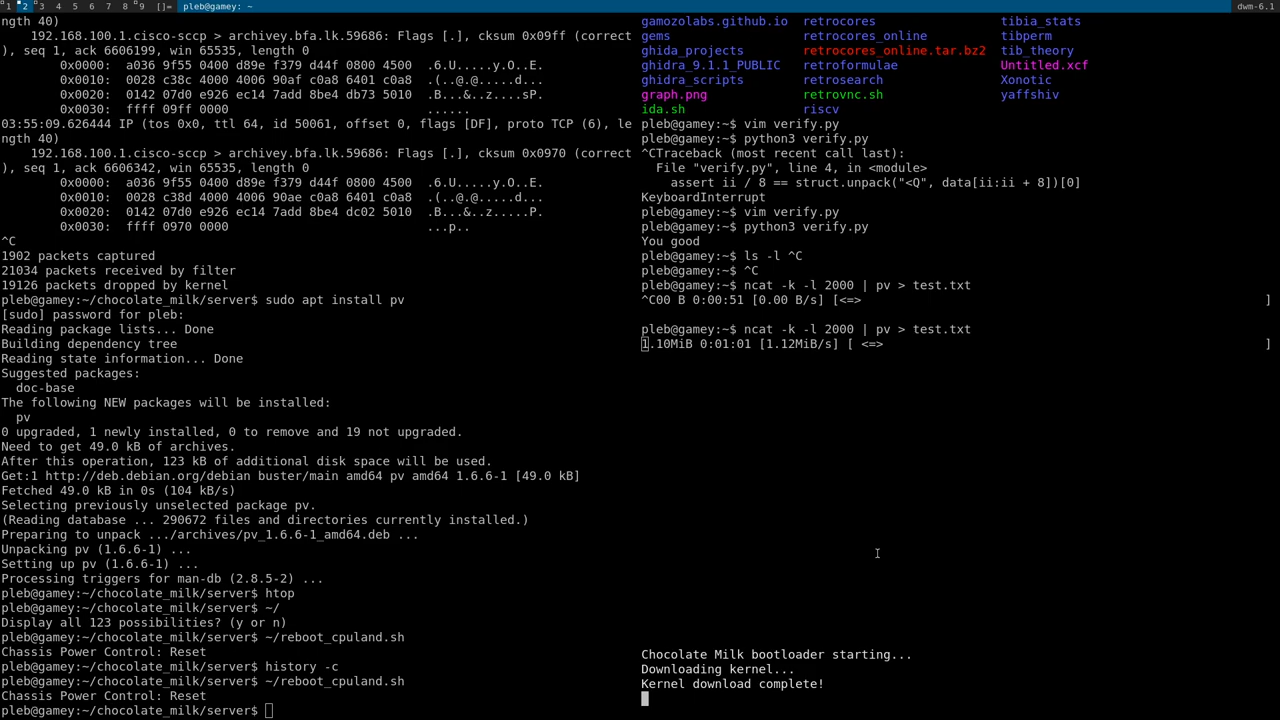 1 2 3 4 5 6 7 8 9 []= pleb@gamey: ~ dwm-6.1
ngth 40)
    192.168.100.1.cisco-sccp > archivey.bfa.lk.59686: Flags [.], cksum 0x09ff (correct
), seq 1, ack 6606199, win 65535, length 0
        0x0000:  a036 9f55 0400 d89e f379 d44f 0800 4500  .6.U.....y.O..E.
        0x0010:  0028 c38c 4000 4006 90af c0a8 6401 c0a8  .(..@.@.....d...
        0x0020:  0142 07d0 e926 ec14 7add 8be4 db73 5010  .B...&..z....sP.
        0x0030:  ffff 09ff 0000                           ......
03:55:09.626444 IP (tos 0x0, ttl 64, id 50061, offset 0, flags [DF], proto TCP (6), le
ngth 40)
    192.168.100.1.cisco-sccp > archivey.bfa.lk.59686: Flags [.], cksum 0x0970 (correct
), seq 1, ack 6606342, win 65535, length 0
        0x0000:  a036 9f55 0400 d89e f379 d44f 0800 4500  .6.U.....y.O..E.
        0x0010:  0028 c38d 4000 4006 90ae c0a8 6401 c0a8  .(..@.@.....d...
        0x0020:  0142 07d0 e926 ec14 7add 8be4 dc02 5010  .B...&..z.....P.
        0x0030:  ffff 0970 0000                           ...p..
^C
1902 packets captured
21034 packets received by filter
19126 packets dropped by kernel
pleb@gamey:~/chocolate_milk/server$ sudo apt install pv
[sudo] password for pleb:
Reading package lists... Done
Building dependency tree
Reading state information... Done
Suggested packages:
  doc-base
The following NEW packages will be installed:
  pv
0 upgraded, 1 newly installed, 0 to remove and 19 not upgraded.
Need to get 49.0 kB of archives.
After this operation, 123 kB of additional disk space will be used.
Get:1 http://deb.debian.org/debian buster/main amd64 pv amd64 1.6.6-1 [49.0 kB]
Fetched 49.0 kB in 0s (104 kB/s)
Selecting previously unselected package pv.
(Reading database ... 290672 files and directories currently installed.)
Preparing to unpack .../archives/pv_1.6.6-1_amd64.deb ...
Unpacking pv (1.6.6-1) ...
Setting up pv (1.6.6-1) ...
Processing triggers for man-db (2.8.5-2) ...
pleb@gamey:~/chocolate_milk/server$ htop
pleb@gamey:~/chocolate_milk/server$ ~/
Display all 123 possibilities? (y or n)
pleb@gamey:~/chocolate_milk/server$ ~/reboot_cpuland.sh
Chassis Power Control: Reset
pleb@gamey:~/chocolate_milk/server$ history -c
pleb@gamey:~/chocolate_milk/server$ ~/reboot_cpuland.sh
Chassis Power Control: Reset
pleb@gamey:~/chocolate_milk/server$
gamozolabs.github.io  retrocores                 tibia_stats
gems                  retrocores_online          tibperm
ghida_projects        retrocores_online.tar.bz2  tib_theory
ghidra_9.1.1_PUBLIC   retroformulae              Untitled.xcf
ghidra_scripts        retrosearch                Xonotic
graph.png             retrovnc.sh                yaffshiv
ida.sh                riscv
pleb@gamey:~$ vim verify.py
pleb@gamey:~$ python3 verify.py
^CTraceback (most recent call last):
  File "verify.py", line 4, in <module>
    assert ii / 8 == struct.unpack("<Q", data[ii:ii + 8])[0]
KeyboardInterrupt
pleb@gamey:~$ vim verify.py
pleb@gamey:~$ python3 verify.py
You good
pleb@gamey:~$ ls -l ^C
pleb@gamey:~$ ^C
pleb@gamey:~$ ncat -k -l 2000 | pv > test.txt
^C00 B 0:00:51 [0.00 B/s] [<=>                                                      ]
pleb@gamey:~$ ncat -k -l 2000 | pv > test.txt
1.10MiB 0:01:01 [1.12MiB/s] [ <=>                                                   ]
Chocolate Milk bootloader starting...
Downloading kernel...
Kernel download complete!